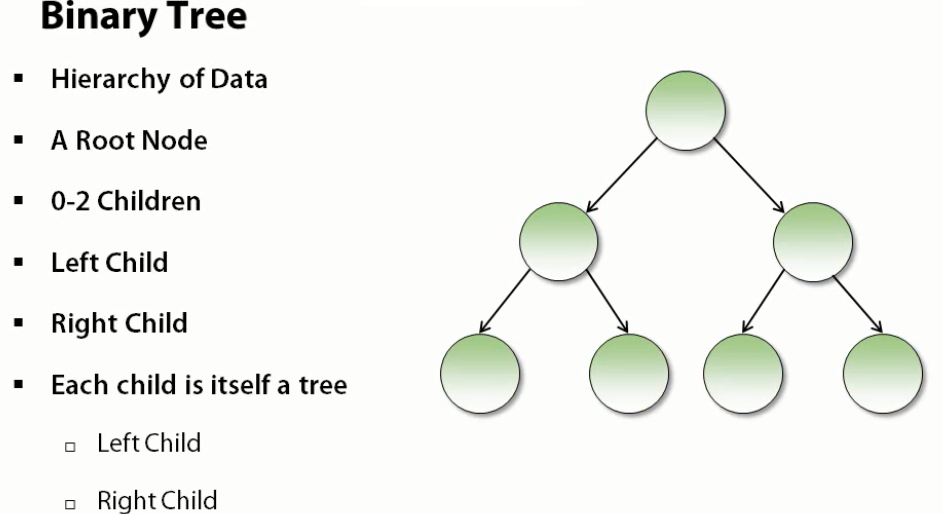 Binary Tree
▪ Hierarchy of Data
▪ A Root Node
▪ 0-2 Children
▪ Left Child
▪ Right Child
▪ Each child is itself a tree
▫ Left Child
▫ Right Child